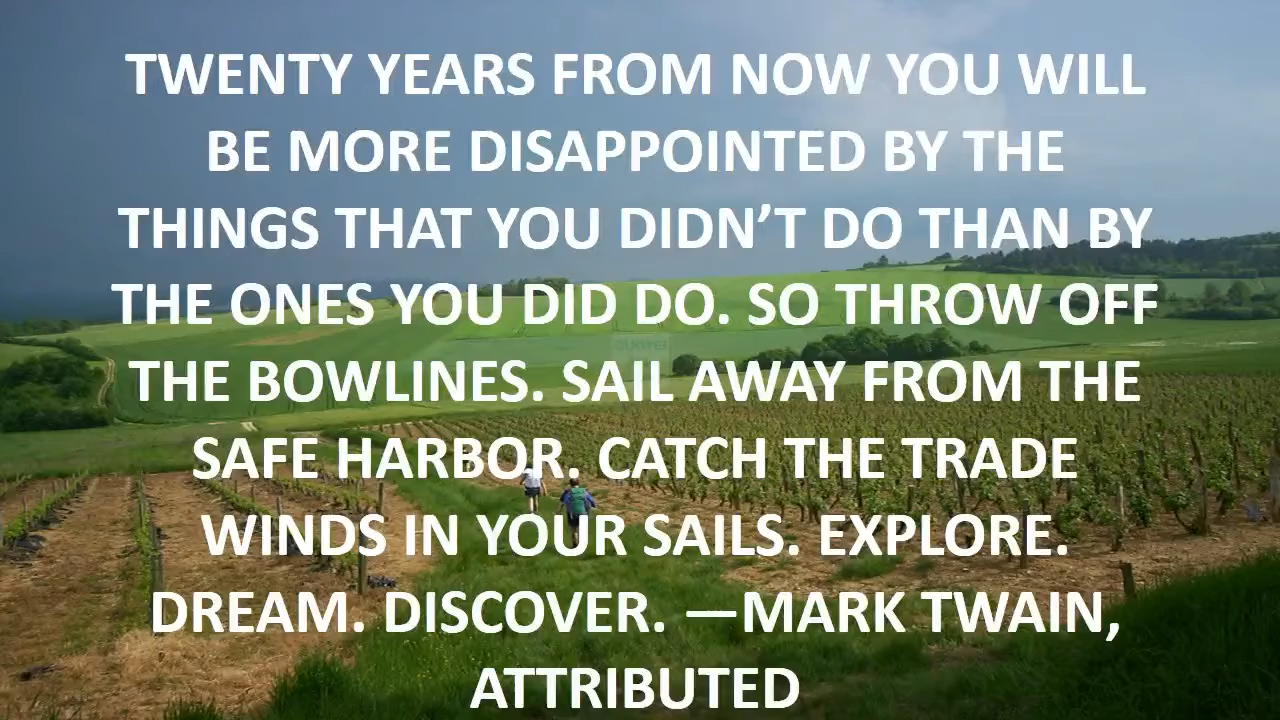 TWENTY YEARS FROM NOW YOU WILL
BE MORE DISAPPOINTED BY THE
THINGS THAT YOU DIDN’T DO THAN BY
THE ONES YOU DID DO. SO THROW OFF
THE BOWLINES. SAIL AWAY FROM THE
SAFE HARBOR. CATCH THE TRADE
WINDS IN YOUR SAILS. EXPLORE.
DREAM. DISCOVER. —MARK TWAIN,
ATTRIBUTED